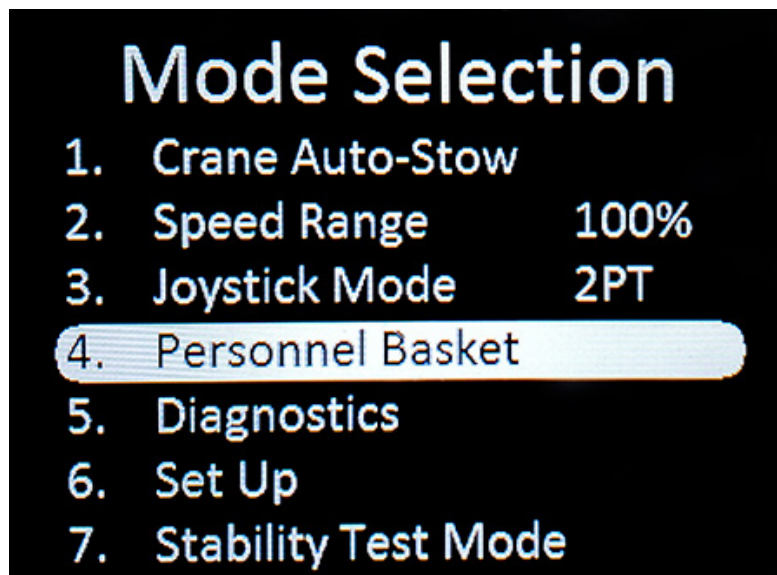 Mode Selection
1. Crane Auto-Stow
2. Speed Range 100%
3. Joystick Mode 2PT
4. Personnel Basket
5. Diagnostics
6. Set Up
7. Stability Test Mode